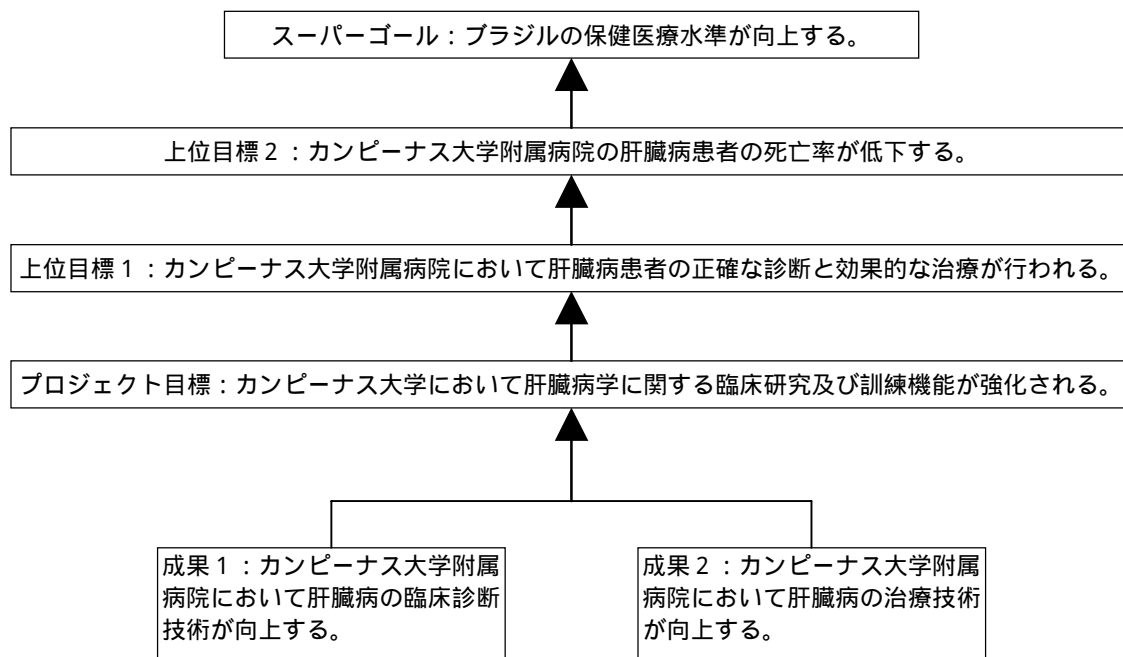 スーパーゴール：ブラジルの保健医療水準が向上する。
上位目標２：カンピーナス大学附属病院の肝臓病患者の死亡率が低下する。
上位目標１：カンピーナス大学附属病院において肝臓病患者の正確な診断と効果的な治療が行われる。
プロジェクト目標：カンピーナス大学において肝臓病学に関する臨床研究及び訓練機能が強化される。
成果１：カンピーナス大学附属
病院において肝臓病の臨床診断
技術が向上する。
成果２：カンピーナス大学附属
病院において肝臓病の治療技術
が向上する。